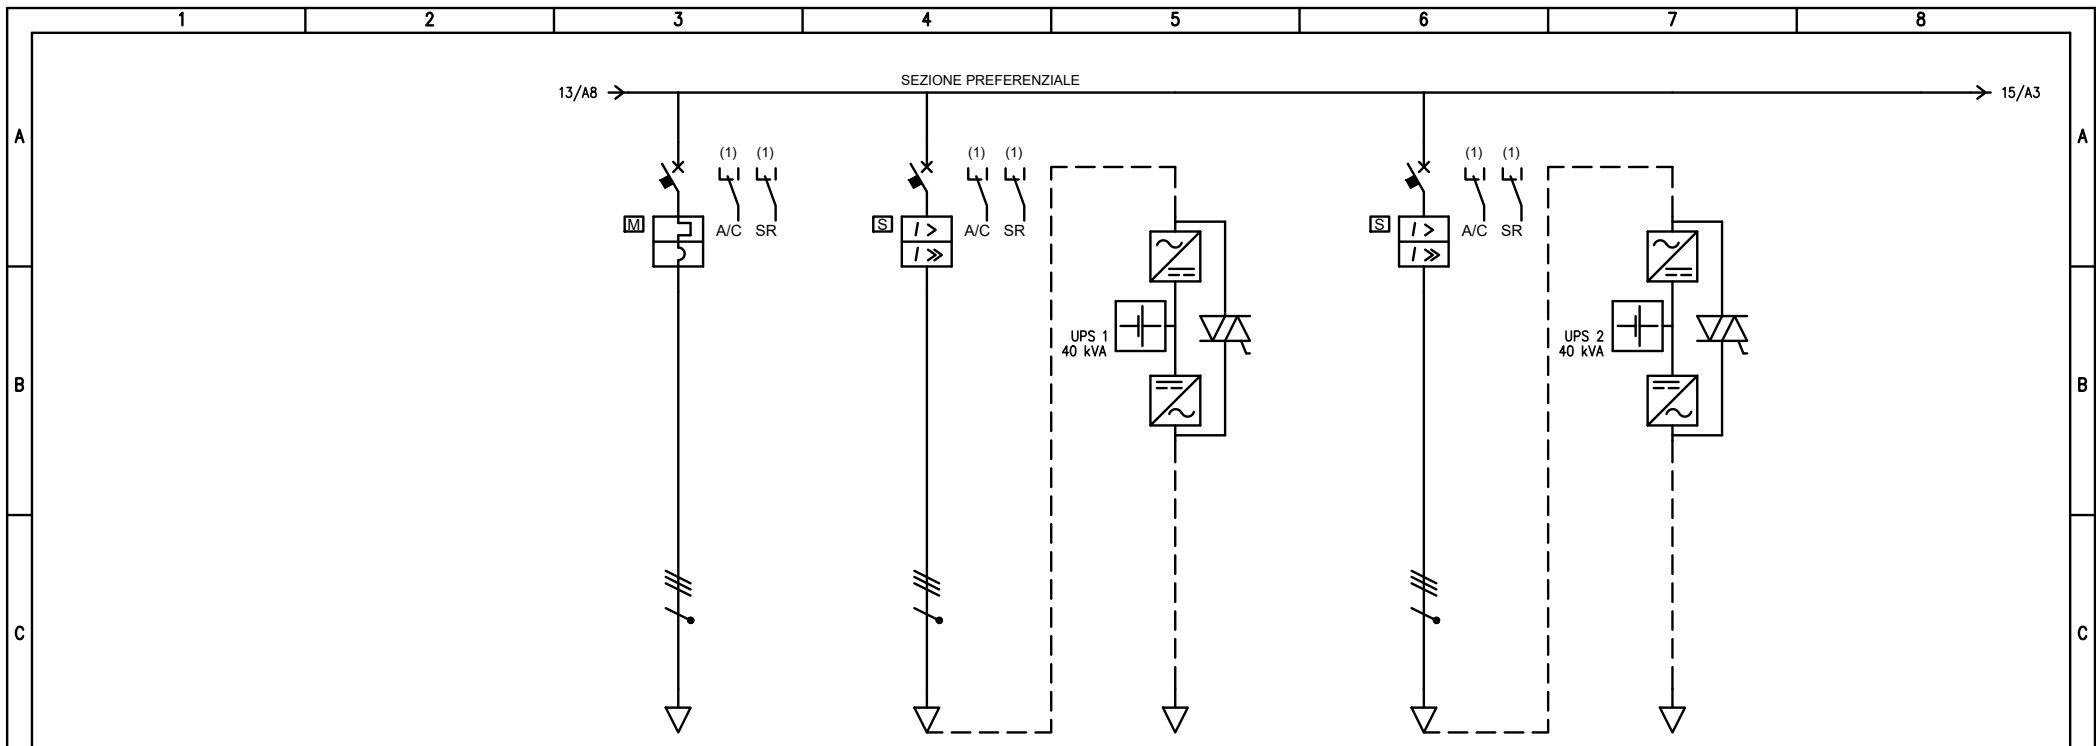 1 2 3 4 5 6 7 8
SEZIONE PREFERENZIALE
13/A8 15/A3
A A
(1) (1) (1) (1) (1) (1)
M A/C SR S I > A/C SR S I > A/C SR
I >> I >>
UPS 1 UPS 2
40 kVA 40 kVA
B B
C C